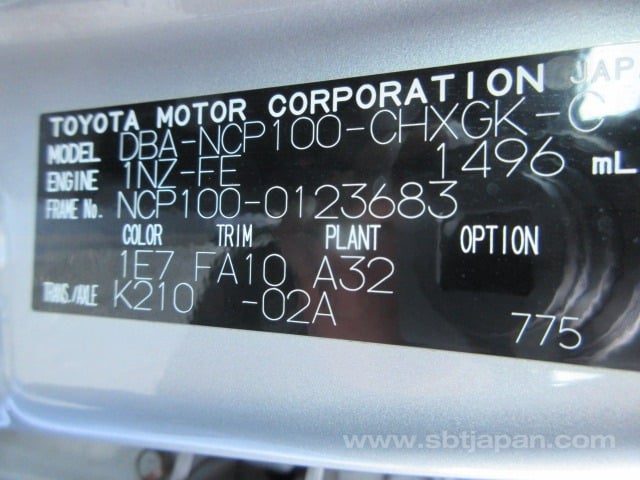 TOYOTA MOTOR CORPORATION JAP
MODEL DBA-NCP100-CHXGK-G
ENGINE 1NZ-FE 1496 mL
FRAME No. NCP100-0123683
COLOR TRIM PLANT OPTION
1E7 FA10 A32
TRANS./AXLE K210 -02A
775
www.sbtjapan.com